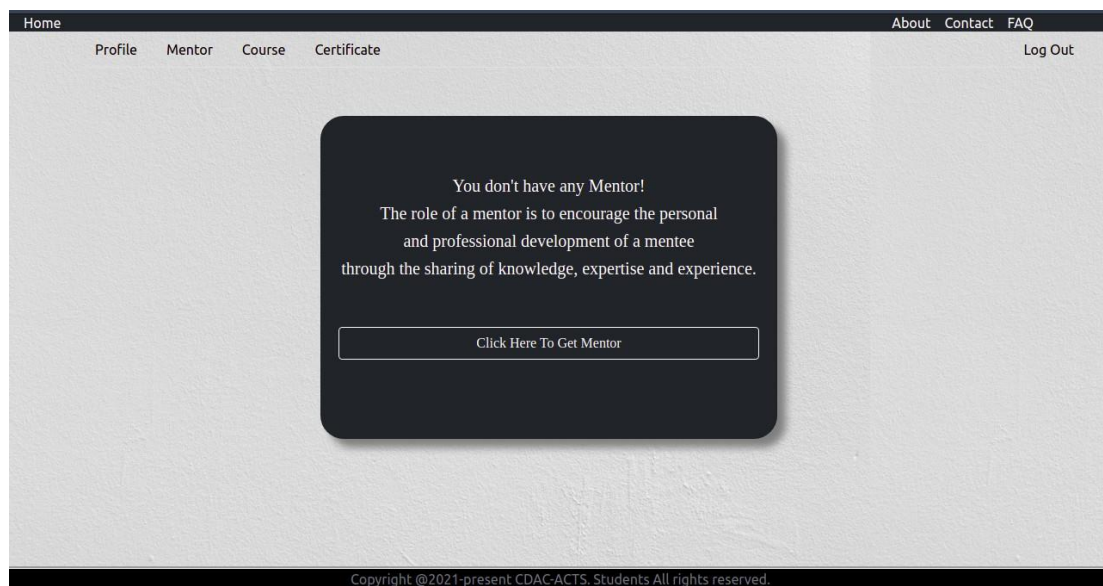 Home About Contact FAQ
Profile Mentor Course Certificate Log Out
You don't have any Mentor!
The role of a mentor is to encourage the personal
and professional development of a mentee
through the sharing of knowledge, expertise and experience.
Click Here To Get Mentor
Copyright @2021-present CDAC-ACTS. Students All rights reserved.